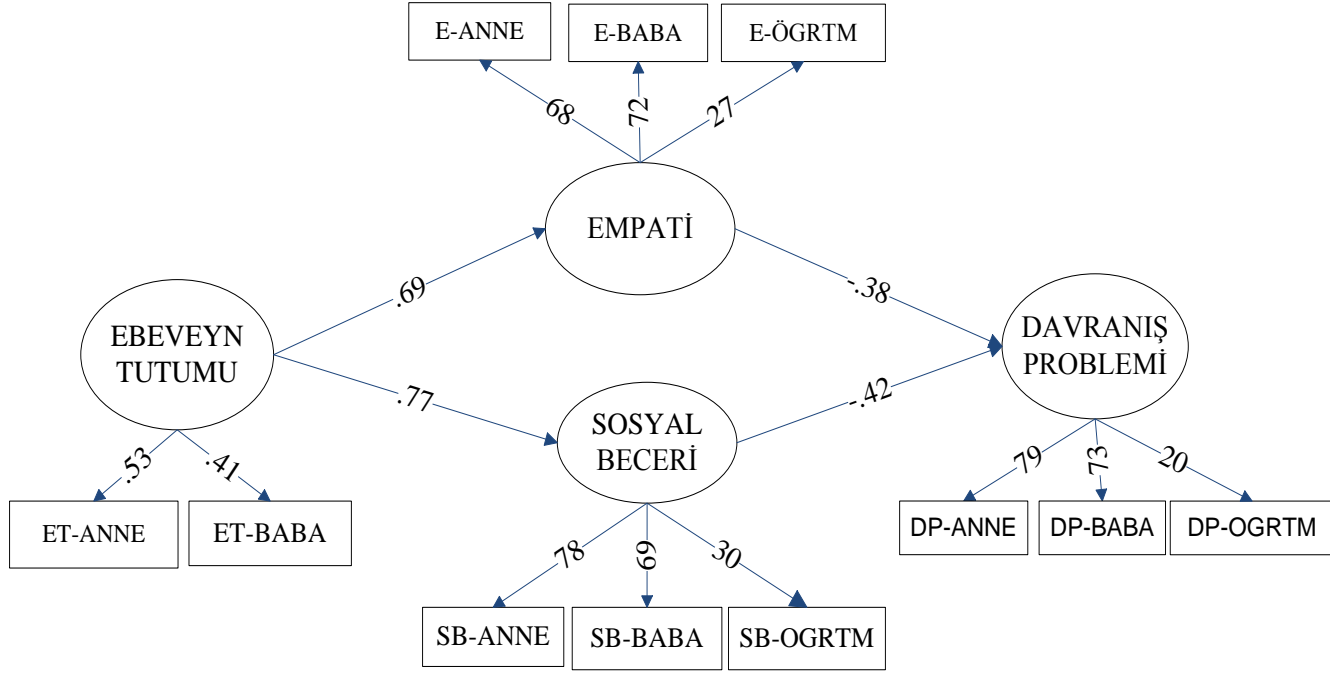 E-ANNE
E-BABA
E-ÖGRTM
68
72
27
EMPATİ
.69
-.38
EBEVEYN
TUTUMU
DAVRANIŞ
PROBLEMİ
.77
-.42
SOSYAL
BECERİ
.53
.41
79
73
20
ET-ANNE
ET-BABA
DP-ANNE
DP-BABA
DP-OGRTM
78
69
30
SB-ANNE
SB-BABA
SB-OGRTM